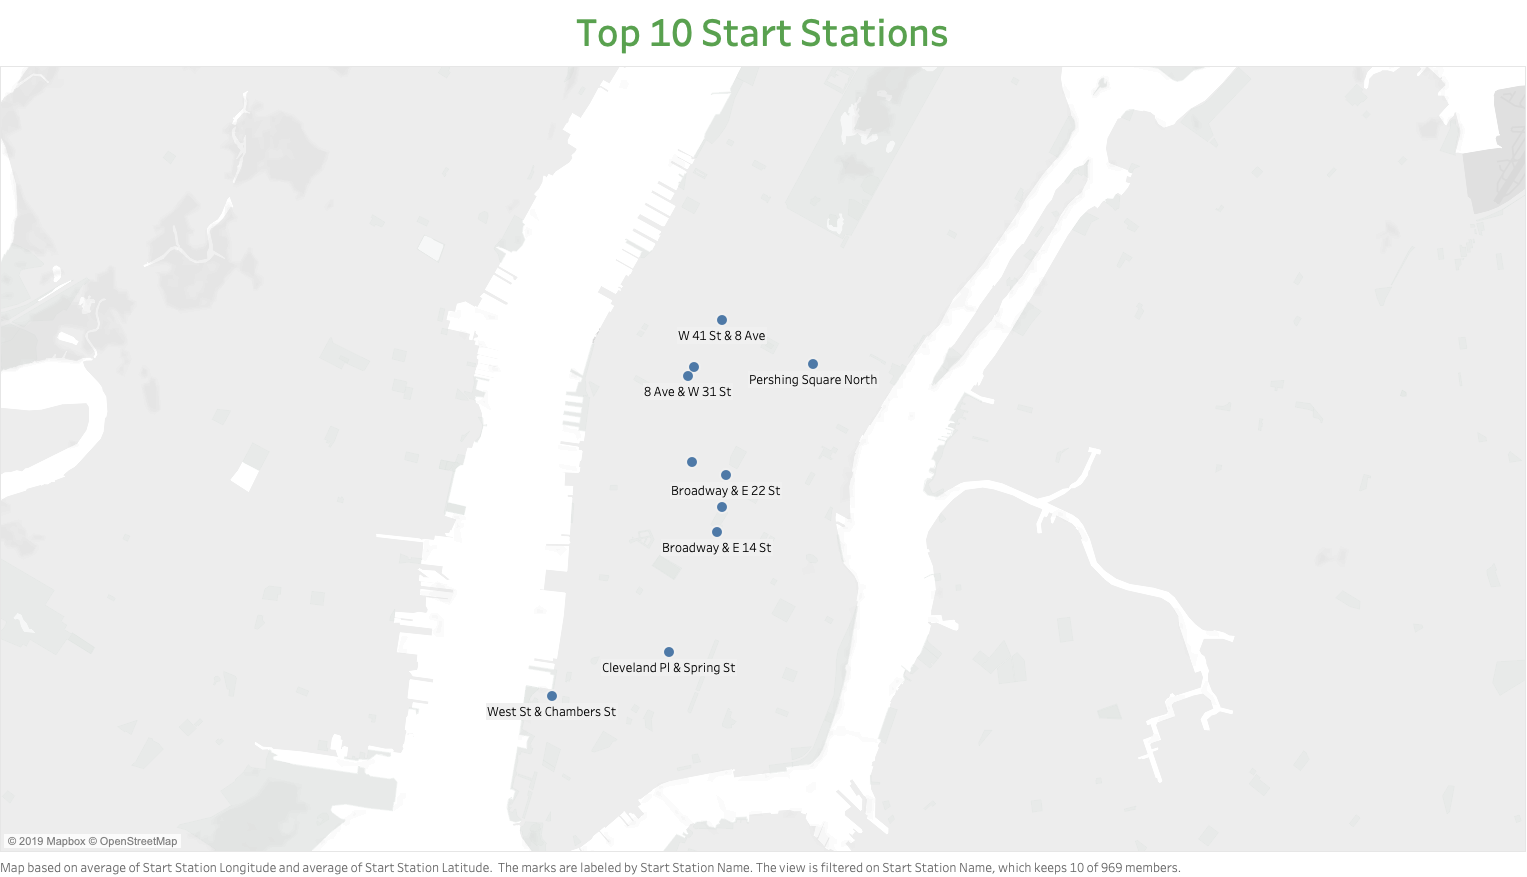 Top 10 Start Stations
W 41 St & 8 Ave
Pershing Square North
8 Ave & W 31 St
Broadway & E 22 St
Broadway & E 14 St
Cleveland Pl & Spring St
West St & Chambers St
© 2019 Mapbox © OpenStreetMap
Map based on average of Start Station Longitude and average of Start Station Latitude.  The marks are labeled by Start Station Name. The view is filtered on Start Station Name, which keeps 10 of 969 members.